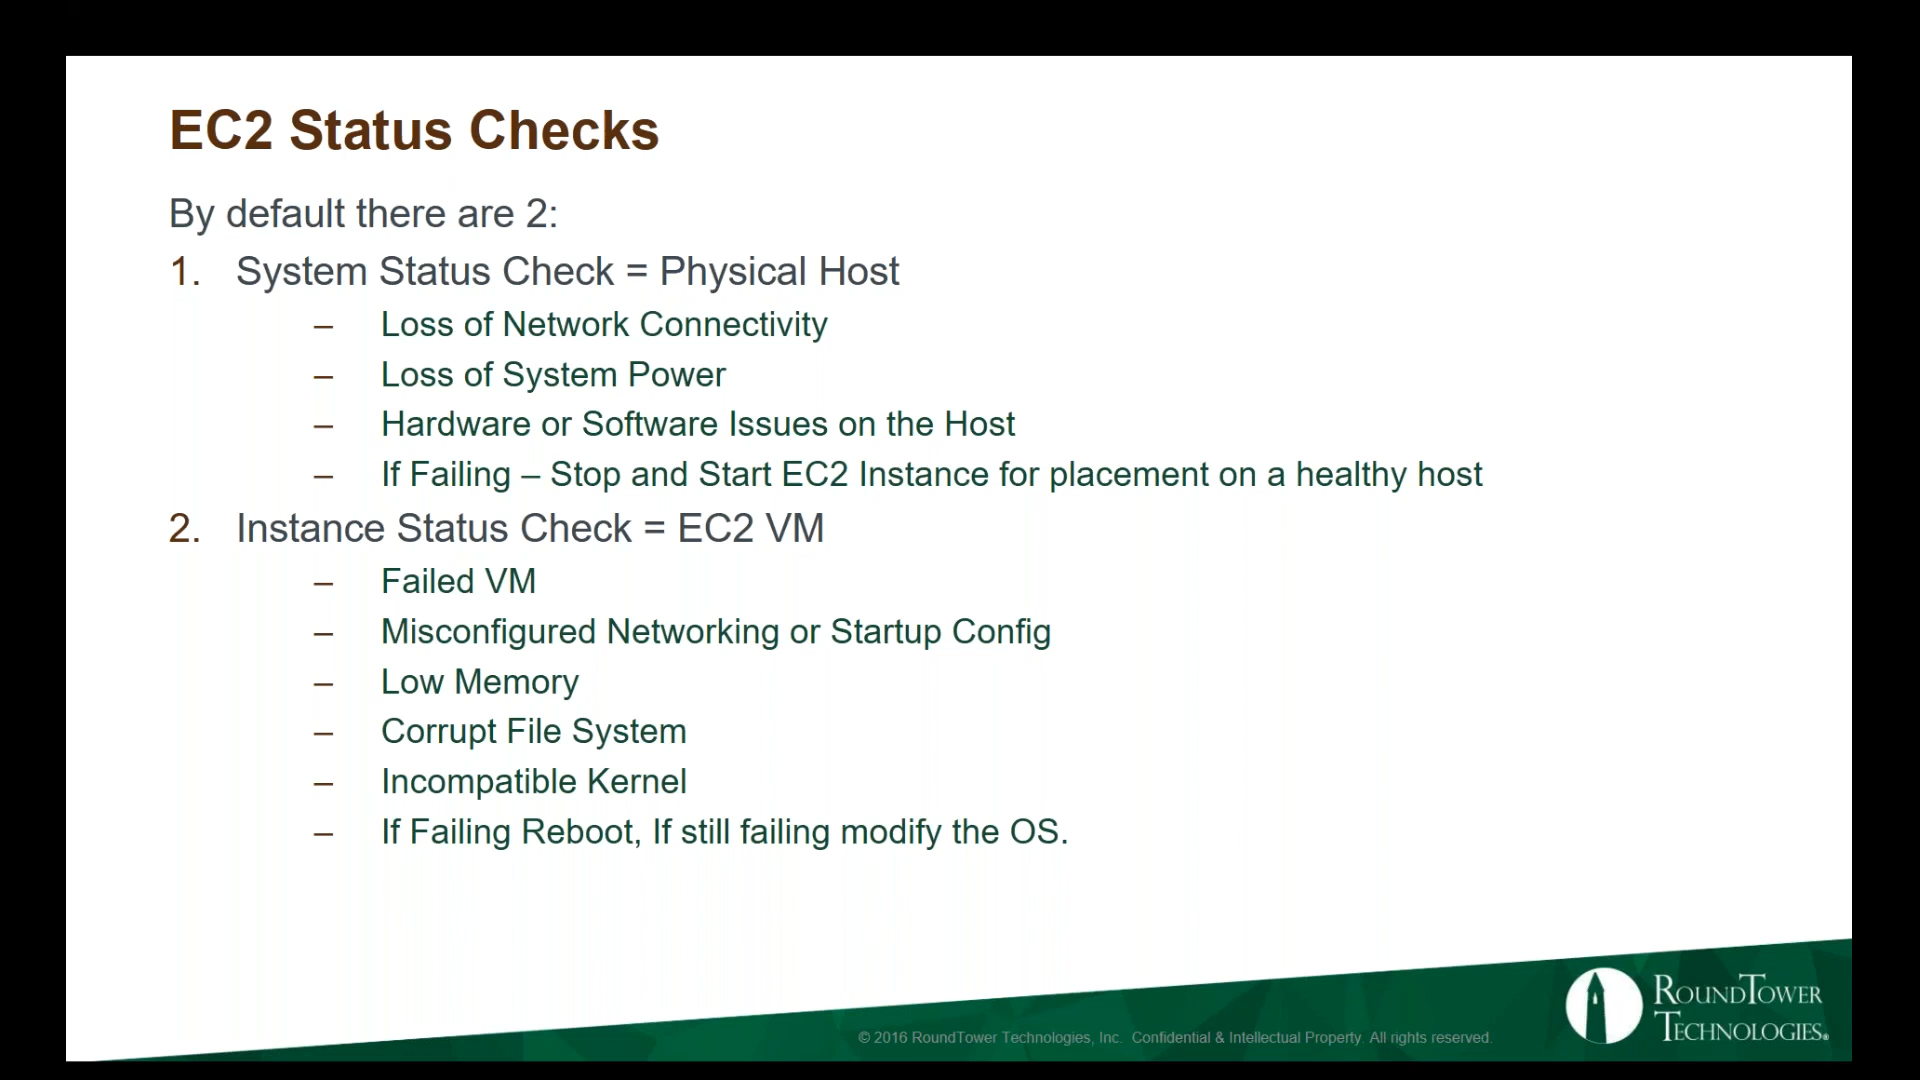 EC2 Status Checks
By default there are 2:
1. System Status Check = Physical Host
– Loss of Network Connectivity
– Loss of System Power
– Hardware or Software Issues on the Host
– If Failing – Stop and Start EC2 Instance for placement on a healthy host
2. Instance Status Check = EC2 VM
– Failed VM
– Misconfigured Networking or Startup Config
– Low Memory
– Corrupt File System
– Incompatible Kernel
– If Failing Reboot, If still failing modify the OS.
© 2016 RoundTower Technologies, Inc. Confidential & Intellectual Property. All rights reserved.
ROUNDTOWER
TECHNOLOGIES®